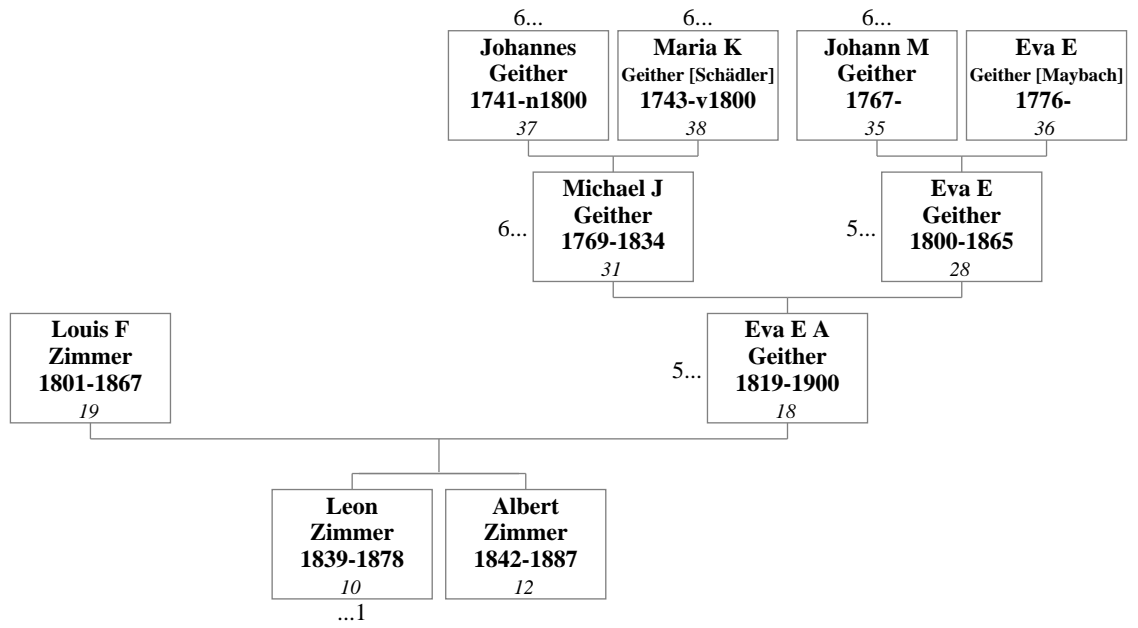 6...
Johannes
Geither
1741-n1800
37
6...
Maria K
Geither [Schädler]
1743-v1800
38
6...
Johann M
Geither
1767-
35
Eva E
Geither [Maybach]
1776-
36
6...
Michael J
Geither
1769-1834
31
5...
Eva E
Geither
1800-1865
28
Louis F
Zimmer
1801-1867
19
5...
Eva E A
Geither
1819-1900
18
Leon
Zimmer
1839-1878
10
...1
Albert
Zimmer
1842-1887
12